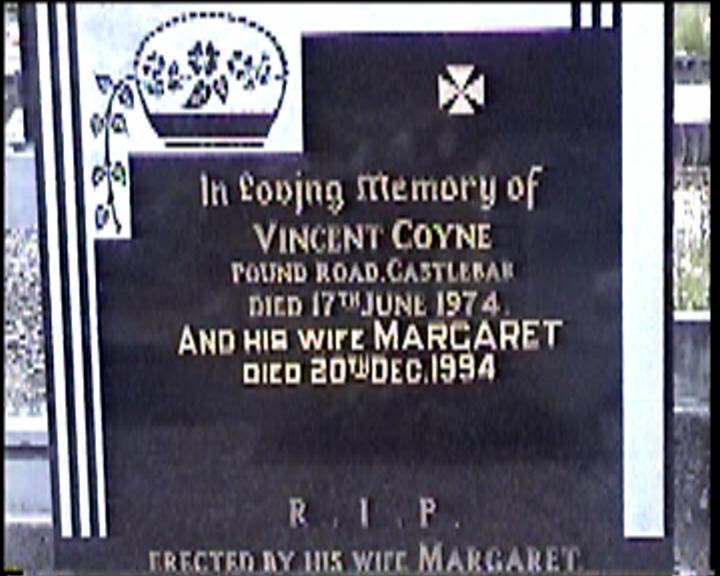 In Loving Memory of
VINCENT COYNE
POUND ROAD. CASTLEBAR
DIED 17TH JUNE 1974.
AND HIS WIFE MARGARET
DIED 20TH DEC. 1994
R . I . P .
ERECTED BY HIS WIFE MARGARET